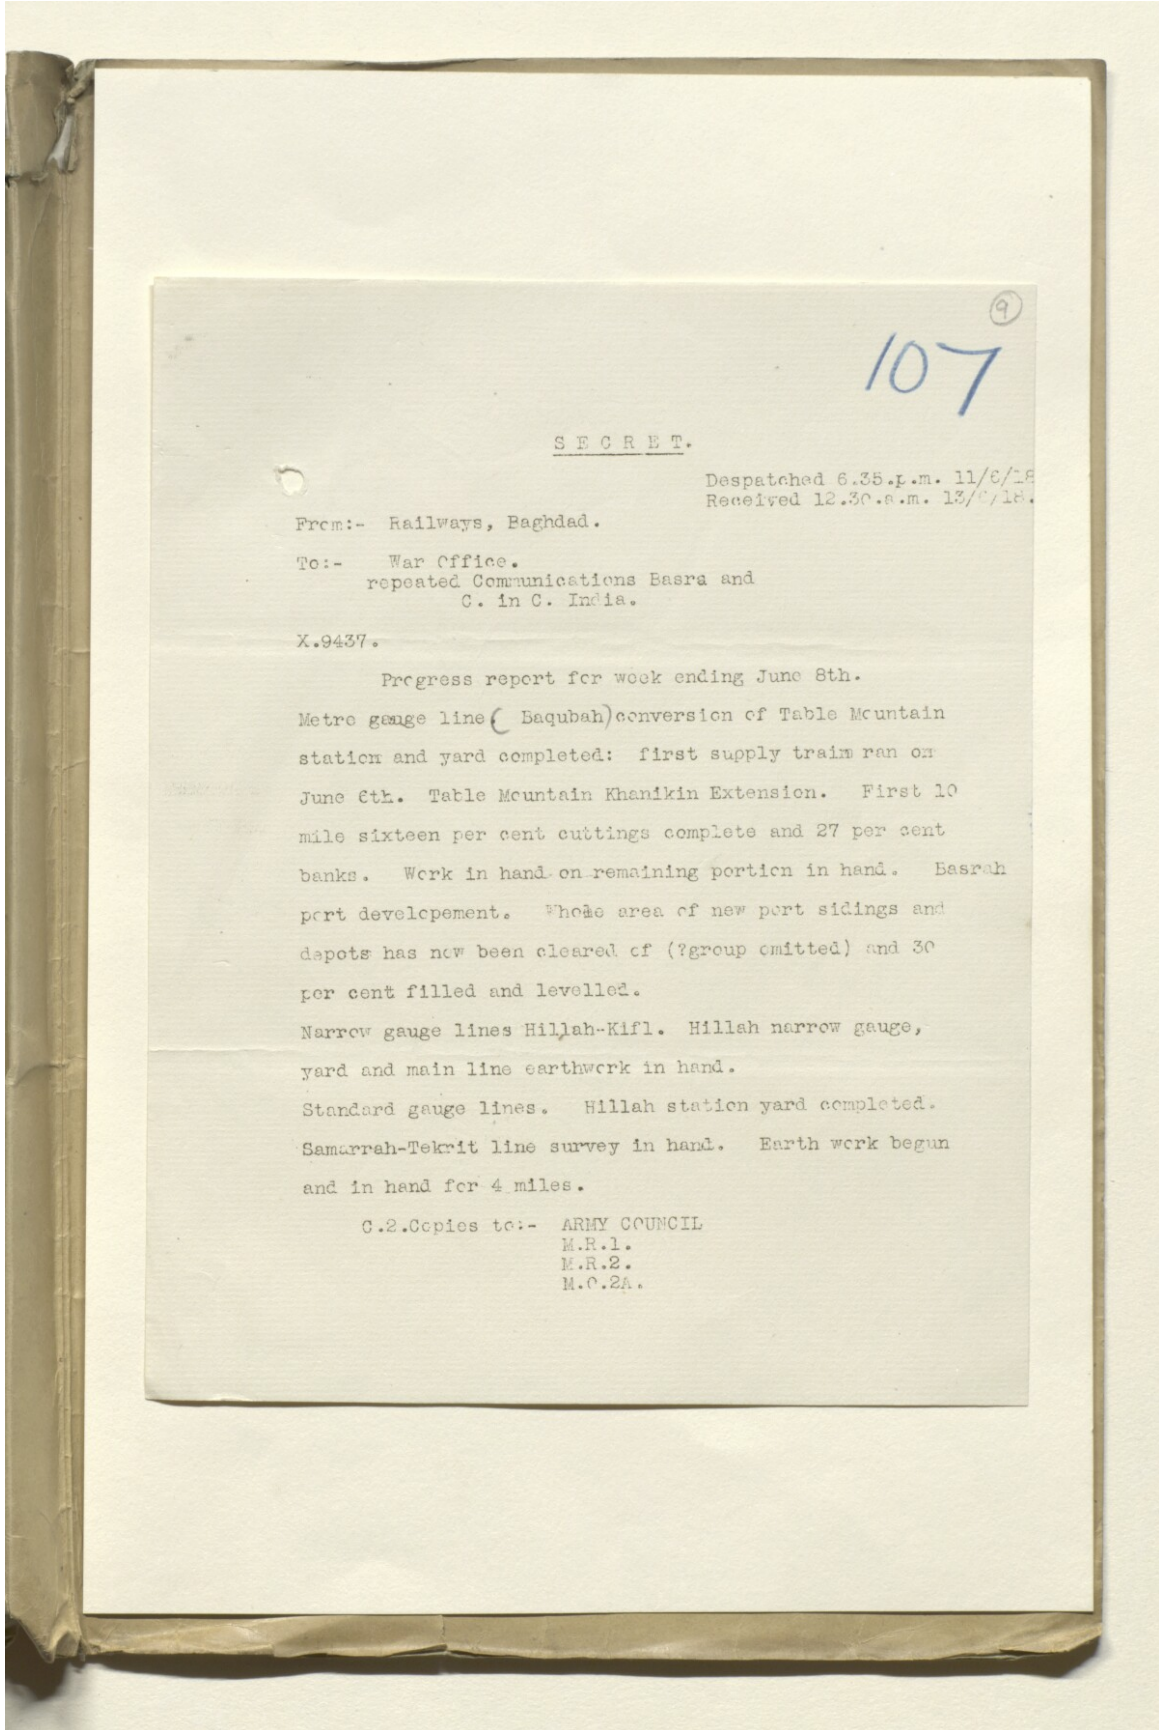 9
107
SECRET.
Despatched 6.35.p.m. 11/6/18
Received 12.30.a.m. 13/6/18.
From:- Railways, Baghdad.
To:- War Office.
repeated Communications Basra and
C. in C. India.
X.9437.
Progress report for week ending June 8th.
Metre gauge line( Baqubah)conversion of Table Mountain
station and yard completed: first supply train ran on
June 6th. Table Mountain Khanikin Extension. First 10
mile sixteen per cent cuttings complete and 27 per cent
banks. Work in hand on remaining portion in hand. Basrah
port developement. Whole area of new port sidings and
depots has now been cleared of (?group omitted) and 30
per cent filled and levelled.
Narrow gauge lines Hillah-Kifl. Hillah narrow gauge,
yard and main line earthwork in hand.
Standard gauge lines. Hillah station yard completed.
Samarrah-Tekrit line survey in hand. Earth work begun
and in hand for 4 miles.
C.2.Copies to:- ARMY COUNCIL
M.R.1.
M.R.2.
M.O.2A.